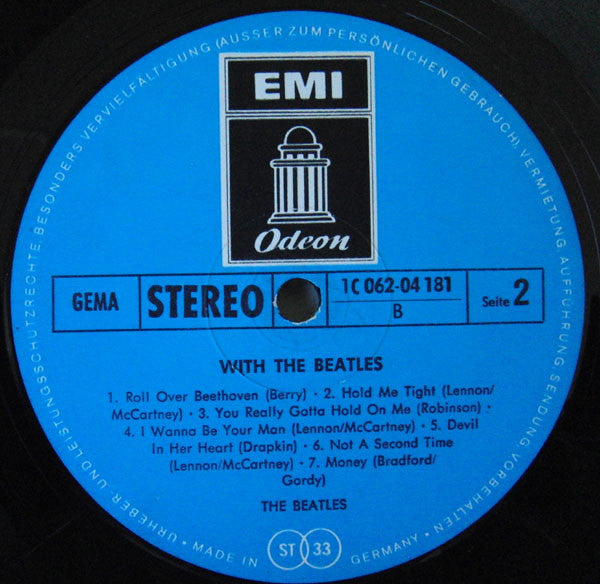 EMI
Odeon
GEMA
STEREO
1C 062-04 181
B
Seite 2
WITH THE BEATLES
1. Roll Over Beethoven (Berry) · 2. Hold Me Tight (Lennon/
McCartney) · 3. You Really Gotta Hold On Me (Robinson) ·
4. I Wanna Be Your Man (Lennon/McCartney) · 5. Devil
In Her Heart (Drapkin) · 6. Not A Second Time
(Lennon/McCartney) · 7. Money (Bradford/
Gordy)
THE BEATLES
URHEBER- UND LEISTUNGSSCHUTZRECHTE, BESONDERS VERVIELFÄLTIGUNG (AUSSER ZUM PERSÖNLICHEN GEBRAUCH), VERMIETUNG, AUFFÜHRUNG, SENDUNG VORBEHALTEN
· MADE IN GERMANY ·
ST 33